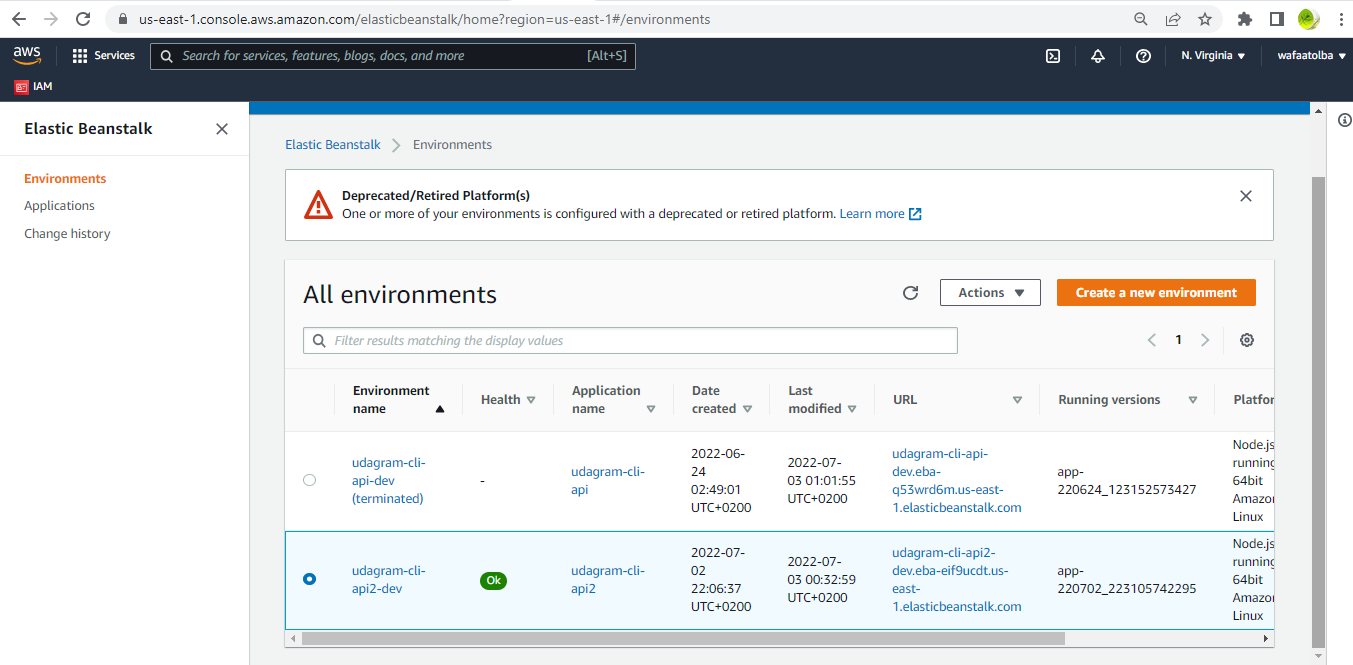 us-east-1.console.aws.amazon.com/elasticbeanstalk/home?region=us-east-1#/environments
aws
Services
Search for services, features, blogs, docs, and more
[Alt+S]
N. Virginia
wafaatolba
IAM
Elastic Beanstalk
Environments
Applications
Change history
Elastic Beanstalk
Environments
Deprecated/Retired Platform(s)
One or more of your environments is configured with a deprecated or retired platform. Learn more
All environments
Actions
Create a new environment
Filter results matching the display values
1
Environment
name
Health
Application
name
Date
created
Last
modified
URL
Running versions
Platfor
udagram-cli-
api-dev
(terminated)
-
udagram-cli-
api
2022-06-
24
02:49:01
UTC+0200
2022-07-
03 01:01:55
UTC+0200
udagram-cli-api-
dev.eba-
q53wrd6m.us-east-
1.elasticbeanstalk.com
app-
220624_123152573427
Node.js
running
64bit
Amazo
Linux
udagram-cli-
api2-dev
Ok
udagram-cli-
api2
2022-07-
02
22:06:37
UTC+0200
2022-07-
03 00:32:59
UTC+0200
udagram-cli-api2-
dev.eba-eif9ucdt.us-
east-
1.elasticbeanstalk.com
app-
220702_223105742295
Node.js
running
64bit
Amazo
Linux